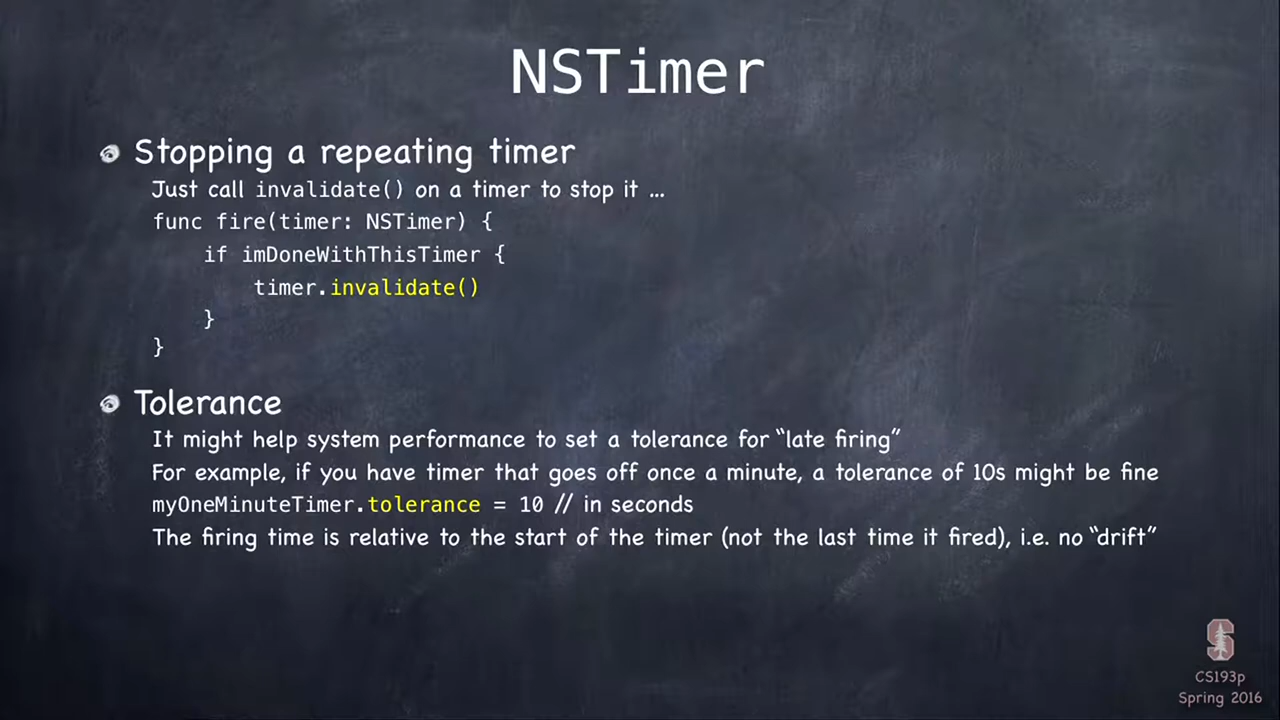 NSTimer
Stopping a repeating timer
Just call invalidate() on a timer to stop it ...
func fire(timer: NSTimer) {
    if imDoneWithThisTimer {
        timer.invalidate()
    }
}
Tolerance
It might help system performance to set a tolerance for “late firing”
For example, if you have timer that goes off once a minute, a tolerance of 10s might be fine
myOneMinuteTimer.tolerance = 10 // in seconds
The firing time is relative to the start of the timer (not the last time it fired), i.e. no “drift”
S
CS193p
Spring 2016